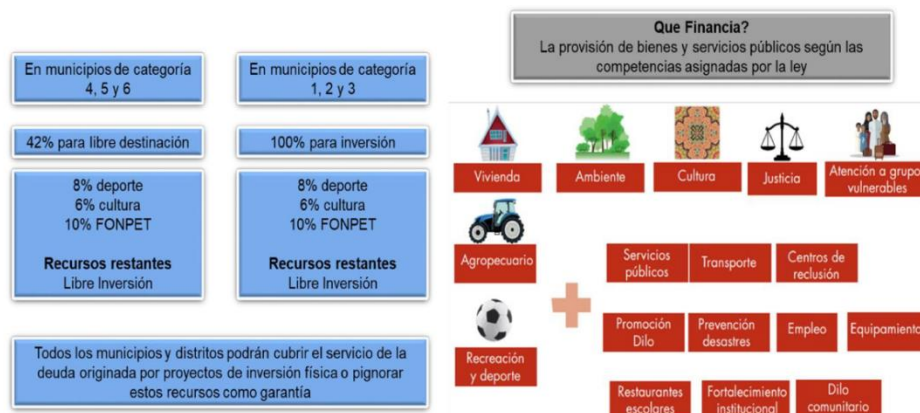 En municipios de categoría
4, 5 y 6
42% para libre destinación
8% deporte
6% cultura
10% FONPET
Recursos restantes
Libre Inversión
En municipios de categoría
1, 2 y 3
100% para inversión
8% deporte
6% cultura
10% FONPET
Recursos restantes
Libre Inversión
Todos los municipios y distritos podrán cubrir el servicio de la
deuda originada por proyectos de inversión física o pignorar
estos recursos como garantía
Que Financia?
La provisión de bienes y servicios públicos según las
competencias asignadas por la ley
Vivienda
Ambiente
Cultura
Justicia
Atención a grupo
vulnerables
Agropecuario
Recreación
y deporte
Servicios
públicos
Transporte
Centros de
reclusión
Promoción
Dllo
Prevención
desastres
Empleo
Equipamiento
Restaurantes
escolares
Fortalecimiento
institucional
Dllo
comunitario